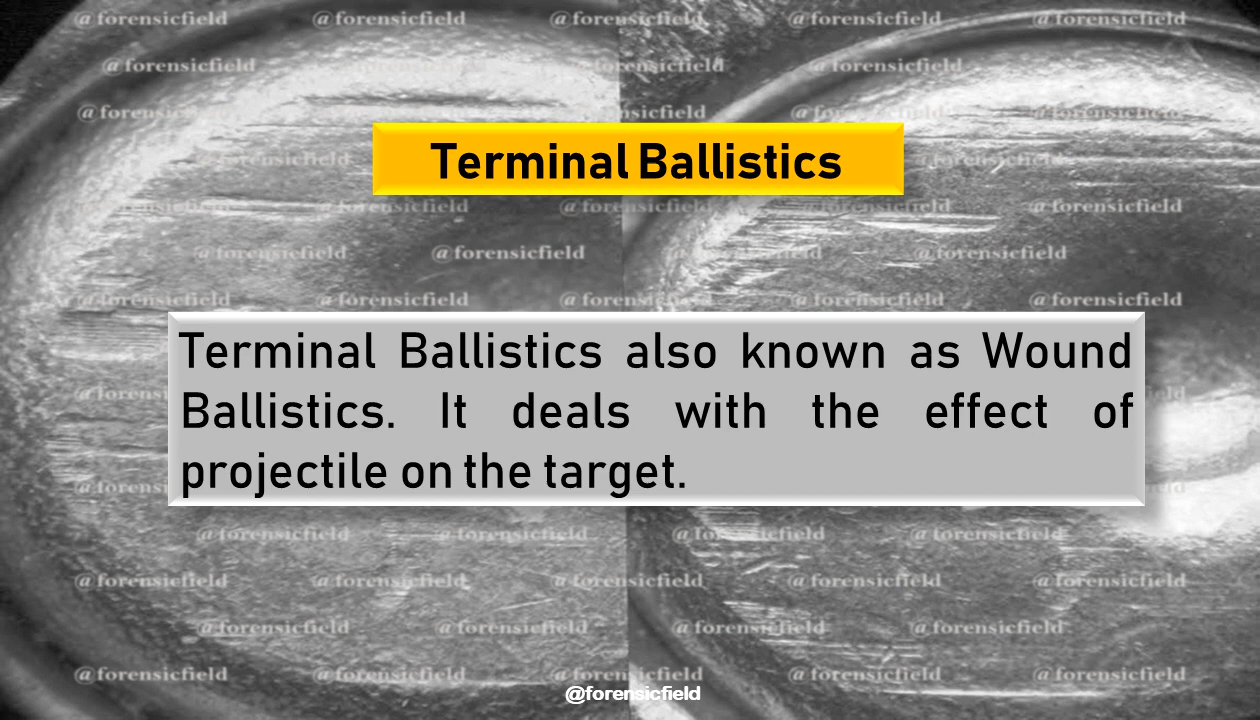 Terminal Ballistics
Terminal Ballistics also known as Wound
Ballistics. It deals with the effect of
projectile on the target.
@forensicfield